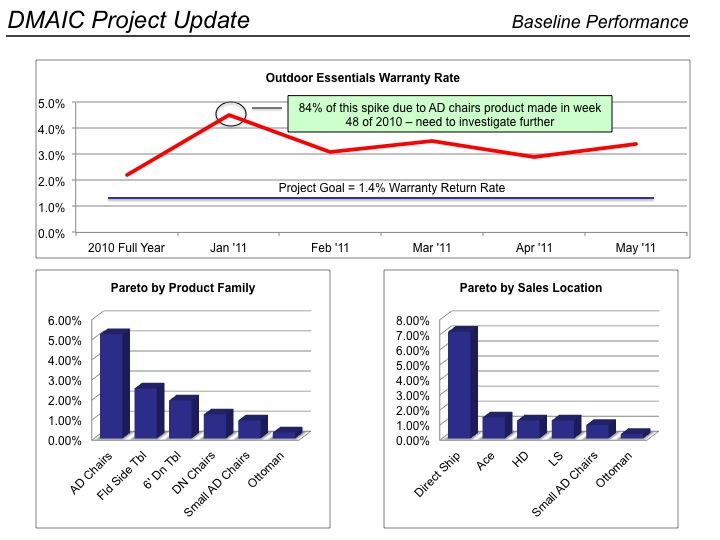 DMAIC Project Update
Baseline Performance
Outdoor Essentials Warranty Rate
84% of this spike due to AD chairs product made in week
48 of 2010 – need to investigate further
5.0%
4.0%
3.0%
2.0%
1.0%
0.0%
Project Goal = 1.4% Warranty Return Rate
2010 Full Year
Jan '11
Feb '11
Mar '11
Apr '11
May '11
Pareto by Product Family
6.00%
5.00%
4.00%
3.00%
2.00%
1.00%
0.00%
AD Chairs
Fld Side Tbl
6' Dn Tbl
DN Chairs
Small AD Chairs
Ottoman
Pareto by Sales Location
8.00%
7.00%
6.00%
5.00%
4.00%
3.00%
2.00%
1.00%
0.00%
Direct Ship
Ace
HD
LS
Small AD Chairs
Ottoman